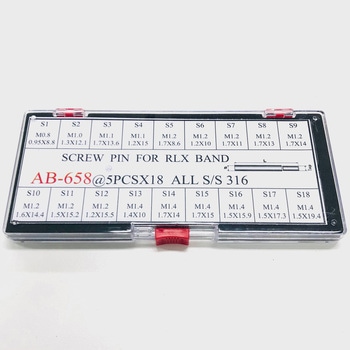 S1 S2 S3 S4 S5 S6 S7 S8 S9
M0.8 M1.0 M1.1 M1.1 M1.2 M1.2 M1.2 M1.2 M1.2
0.95X8.8 1.3X12.1 1.7X13.6 1.2X15 1.7X8.6 1.2X10 1.7X11 1.7X13 1.7X14
SCREW PIN FOR RLX BAND
AB-658@5PCSX18 ALL S/S 316
S10 S11 S12 S13 S14 S15 S16 S17 S18
M1.2 M1.2 M1.2 M1.4 M1.4 M1.4 M1.4 M1.4 M1.4
1.6X14.4 1.5X15.2 1.2X15.5 1.4X10 1.7X14 1.7X15 1.5X15.9 1.5X17.3 1.5X19.4